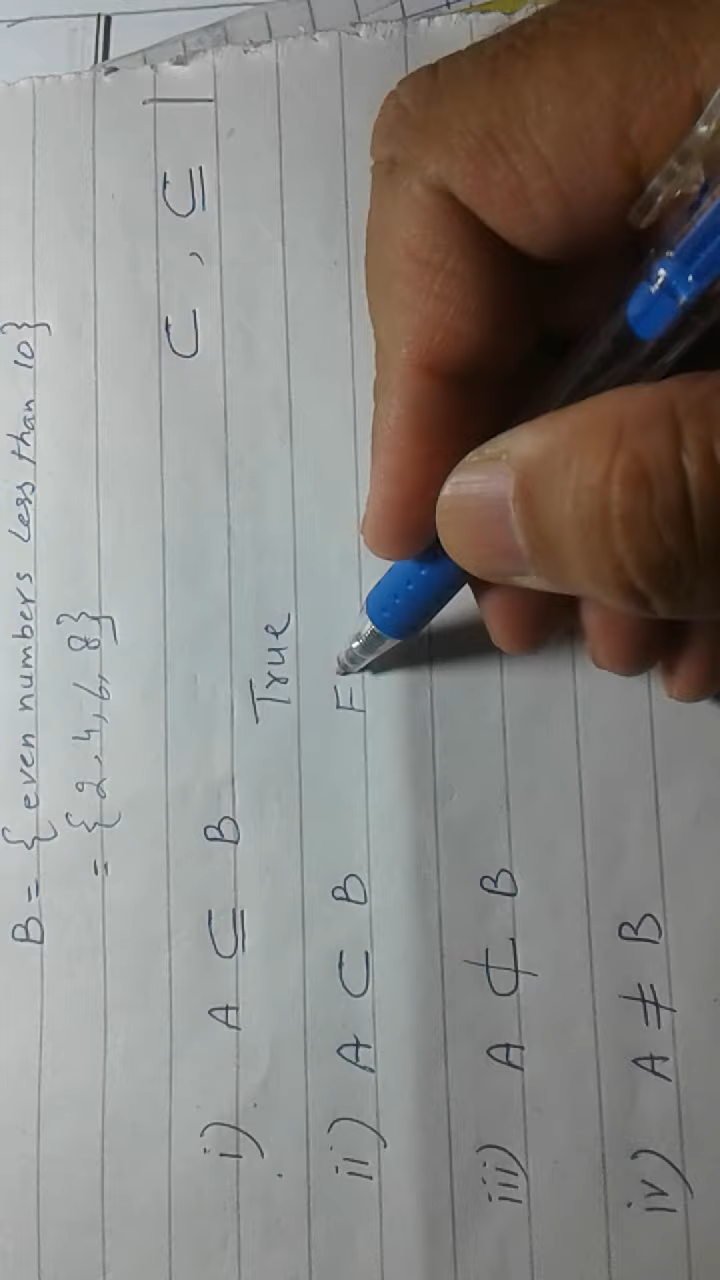 B = {even numbers less than 10}
= {2, 4, 6, 8}
⊂ , ⊆
i) A ⊆ B True
ii) A ⊂ B F
iii) A ⊄ B
iv) A ≠ B